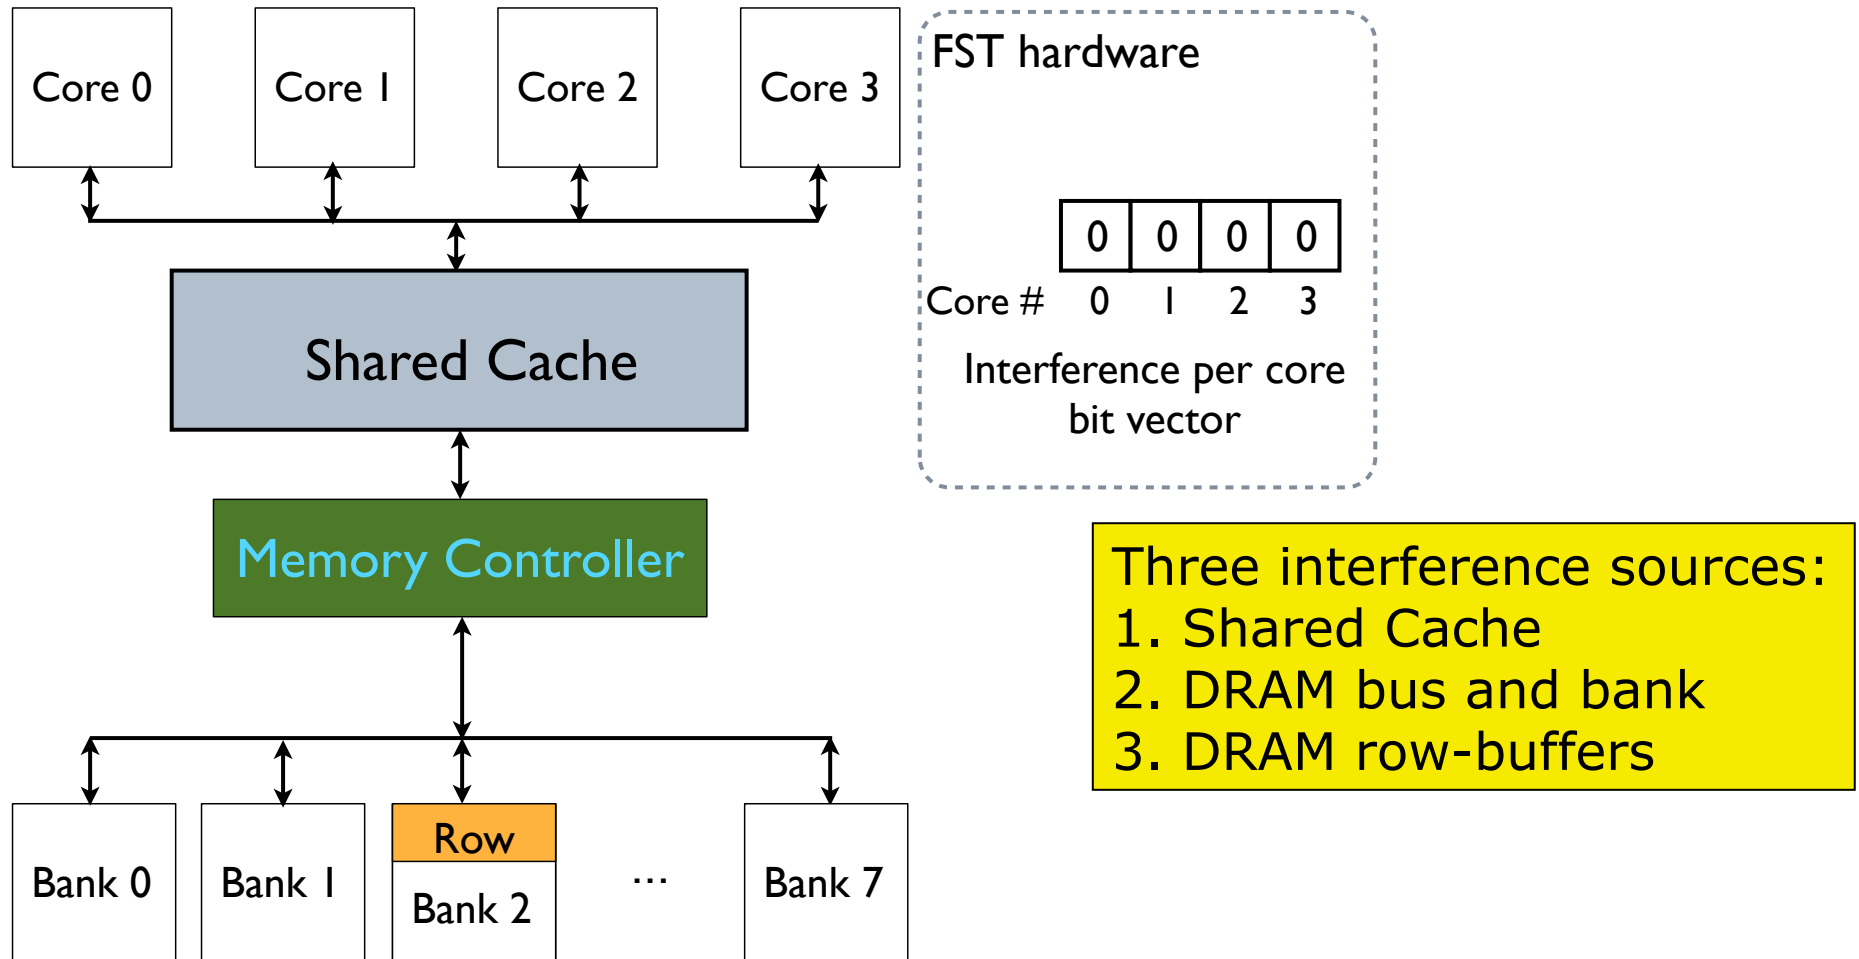 Core 0
Core 1
Core 2
Core 3
FST hardware
0 0 0 0
Core # 0 1 2 3
Interference per core
bit vector
Shared Cache
Memory Controller
Three interference sources:
1. Shared Cache
2. DRAM bus and bank
3. DRAM row-buffers
Row
Bank 0
Bank 1
Bank 2
...
Bank 7